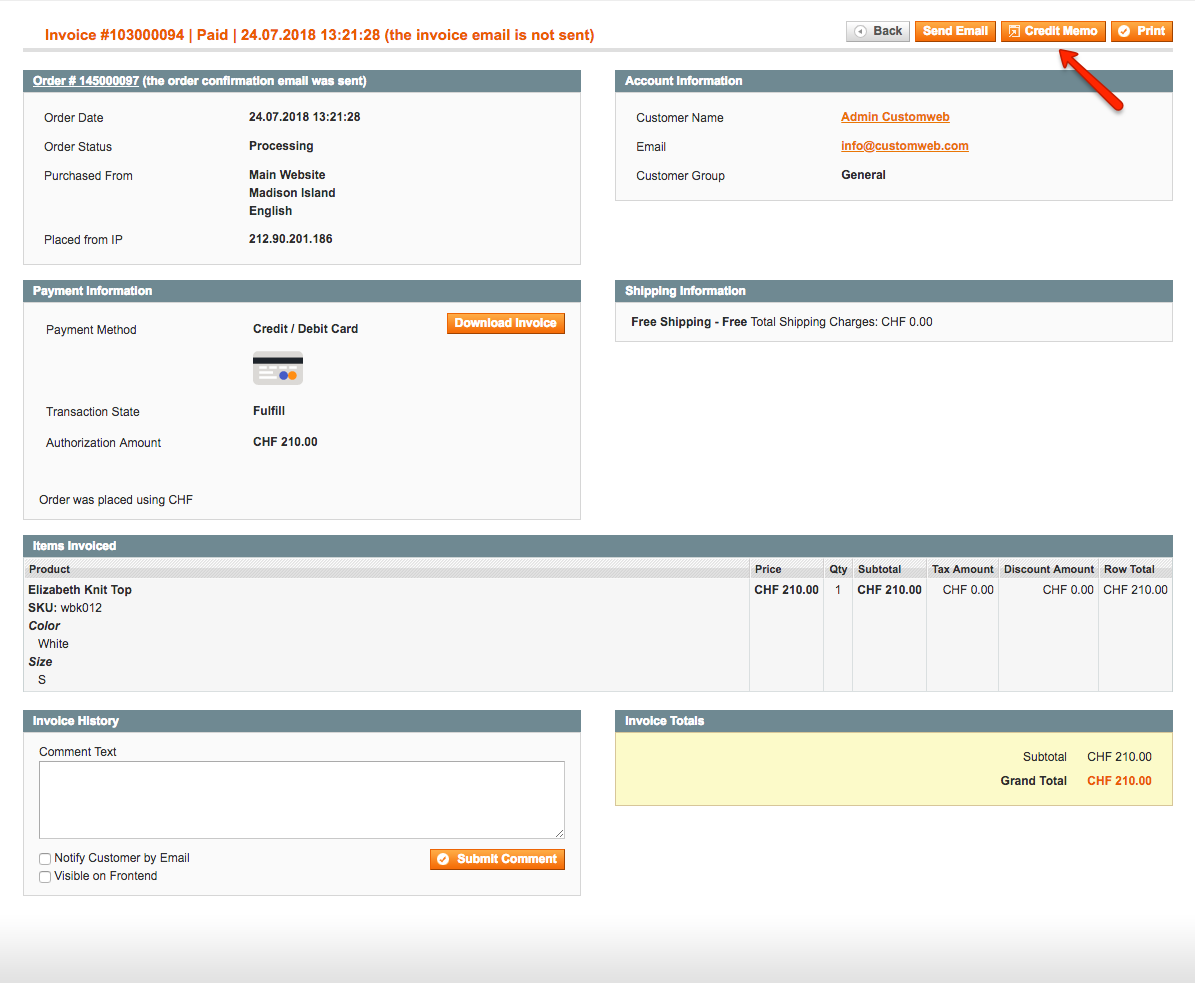 Invoice #103000094 | Paid | 24.07.2018 13:21:28 (the invoice email is not sent)
Back Send Email Credit Memo Print
Order # 145000097 (the order confirmation email was sent)
Order Date 24.07.2018 13:21:28
Order Status Processing
Purchased From Main Website
Madison Island
English
Placed from IP 212.90.201.186
Account Information
Customer Name Admin Customweb
Email info@customweb.com
Customer Group General
Payment Information
Payment Method Credit / Debit Card Download Invoice
Transaction State Fulfill
Authorization Amount CHF 210.00
Order was placed using CHF
Shipping Information
Free Shipping - Free Total Shipping Charges: CHF 0.00
Items Invoiced
Product Price Qty Subtotal Tax Amount Discount Amount Row Total
Elizabeth Knit Top CHF 210.00 1 CHF 210.00 CHF 0.00 CHF 0.00 CHF 210.00
SKU: wbk012
Color
White
Size
S
Invoice History
Comment Text
Notify Customer by Email
Visible on Frontend
Submit Comment
Invoice Totals
Subtotal CHF 210.00
Grand Total CHF 210.00